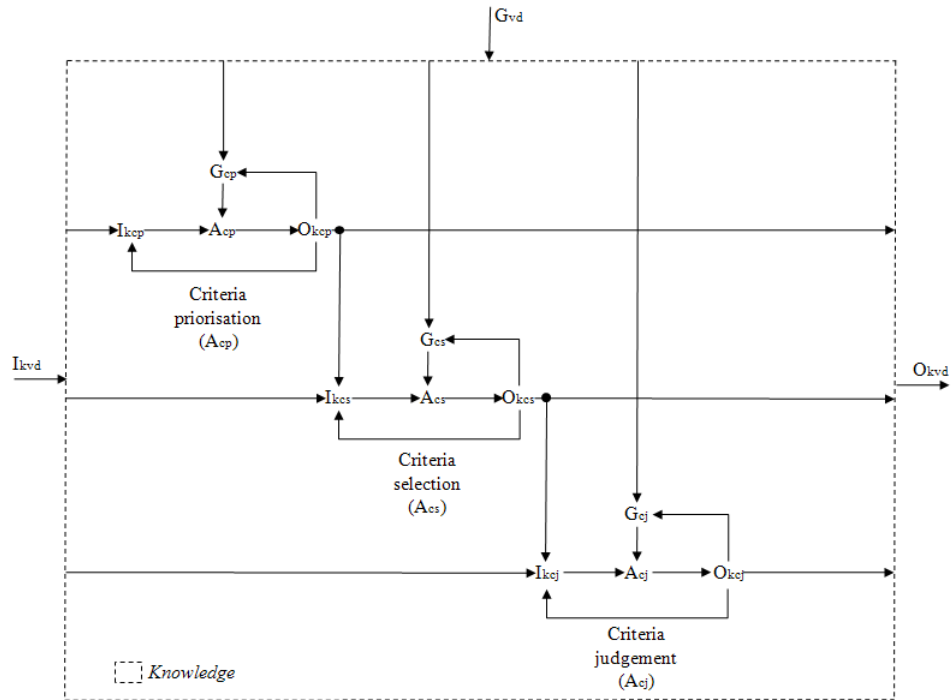 Gvd
Gcp
Ikcp Acp Okcp
Criteria
priorisation
(Acp)
Gcs
Ikvd
Okvd
Ikcs Acs Okcs
Criteria
selection
(Acs)
Gcj
Ikcj Acj Okcj
Criteria
judgement
(Acj)
Knowledge